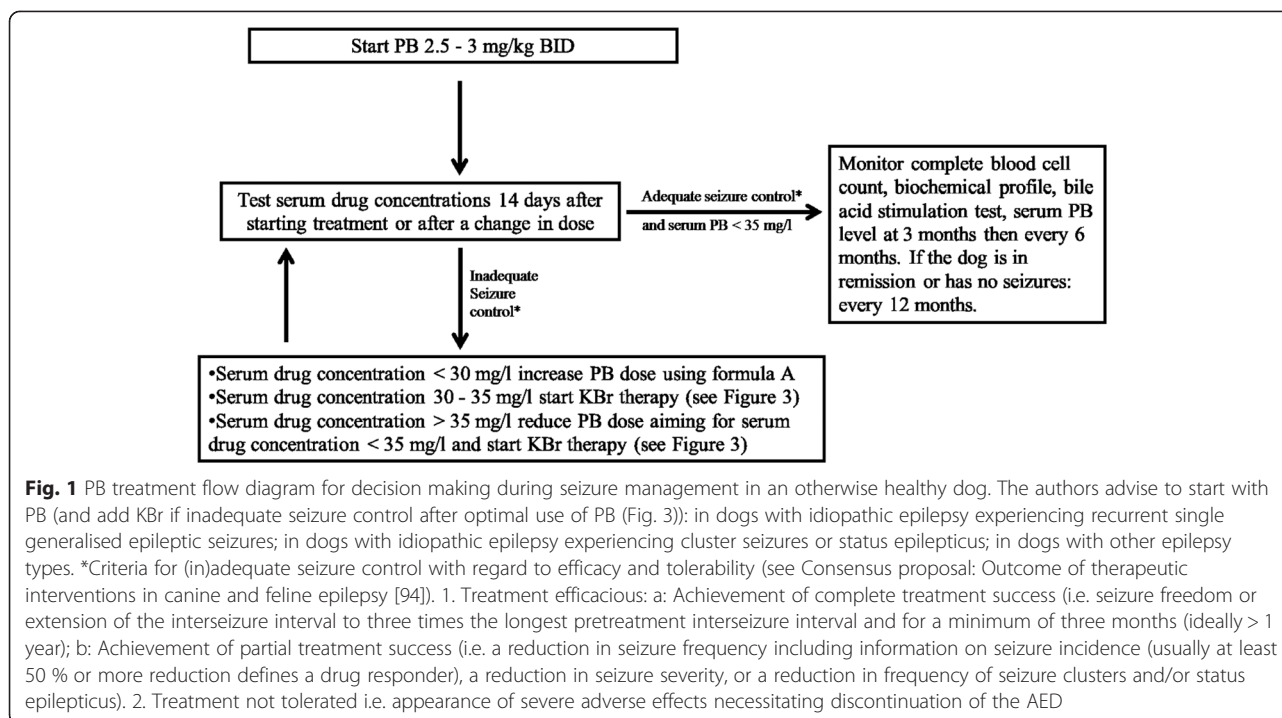 Start PB 2.5 - 3 mg/kg BID
Test serum drug concentrations 14 days after
starting treatment or after a change in dose
Adequate seizure control*
and serum PB < 35 mg/l
Monitor complete blood cell
count, biochemical profile, bile
acid stimulation test, serum PB
level at 3 months then every 6
months. If the dog is in
remission or has no seizures:
every 12 months.
Inadequate
Seizure
control*
•Serum drug concentration < 30 mg/l increase PB dose using formula A
•Serum drug concentration 30 - 35 mg/l start KBr therapy (see Figure 3)
•Serum drug concentration > 35 mg/l reduce PB dose aiming for serum
drug concentration < 35 mg/l and start KBr therapy (see Figure 3)
Fig. 1 PB treatment flow diagram for decision making during seizure management in an otherwise healthy dog. The authors advise to start with
PB (and add KBr if inadequate seizure control after optimal use of PB (Fig. 3)): in dogs with idiopathic epilepsy experiencing recurrent single
generalised epileptic seizures; in dogs with idiopathic epilepsy experiencing cluster seizures or status epilepticus; in dogs with other epilepsy
types. *Criteria for (in)adequate seizure control with regard to efficacy and tolerability (see Consensus proposal: Outcome of therapeutic
interventions in canine and feline epilepsy [94]). 1. Treatment efficacious: a: Achievement of complete treatment success (i.e. seizure freedom or
extension of the interseizure interval to three times the longest pretreatment interseizure interval and for a minimum of three months (ideally > 1
year); b: Achievement of partial treatment success (i.e. a reduction in seizure frequency including information on seizure incidence (usually at least
50 % or more reduction defines a drug responder), a reduction in seizure severity, or a reduction in frequency of seizure clusters and/or status
epilepticus). 2. Treatment not tolerated i.e. appearance of severe adverse effects necessitating discontinuation of the AED